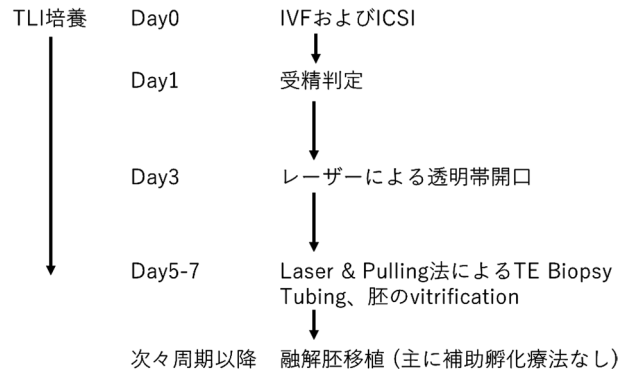 TLI培養 Day0 IVFおよびICSI
Day1 受精判定
Day3 レーザーによる透明帯開口
Day5-7 Laser & Pulling法によるTE Biopsy
Tubing、胚のvitrification
次々周期以降 融解胚移植 (主に補助孵化療法なし)